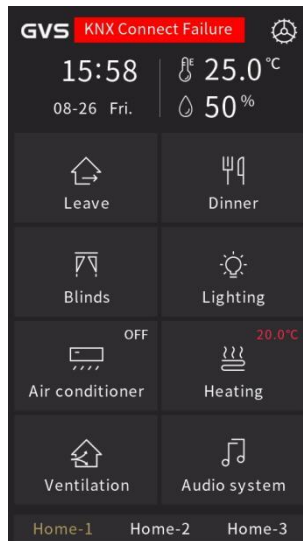 GVS KNX Connect Failure
15:58 E 25.0°C
08-26 Fri. 50%
Leave Dinner
Blinds Lighting
OFF 20.0°C
Air conditioner Heating
Ventilation Audio system
Home-1 Home-2 Home-3